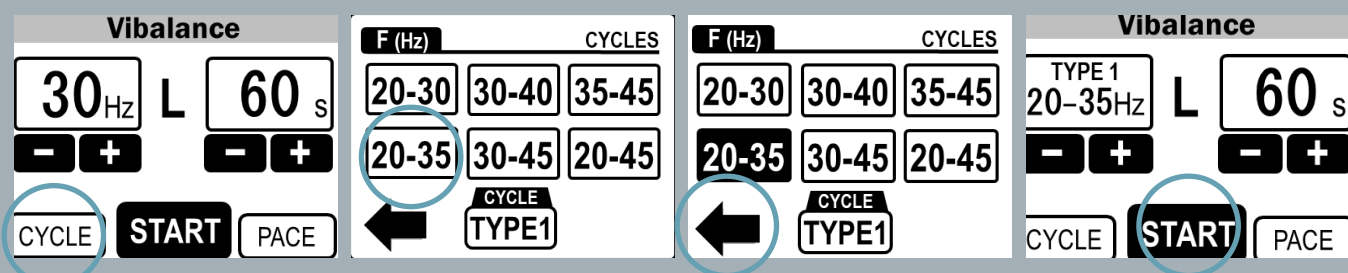 Vibalance
30Hz L 60 s
- + - +
CYCLE START PACE
F (Hz) CYCLES
20-30 30-40 35-45
20-35 30-45 20-45
CYCLE
TYPE1
F (Hz) CYCLES
20-30 30-40 35-45
20-35 30-45 20-45
CYCLE
TYPE1
Vibalance
TYPE 1
20-35Hz L 60 s
- + - +
CYCLE START PACE